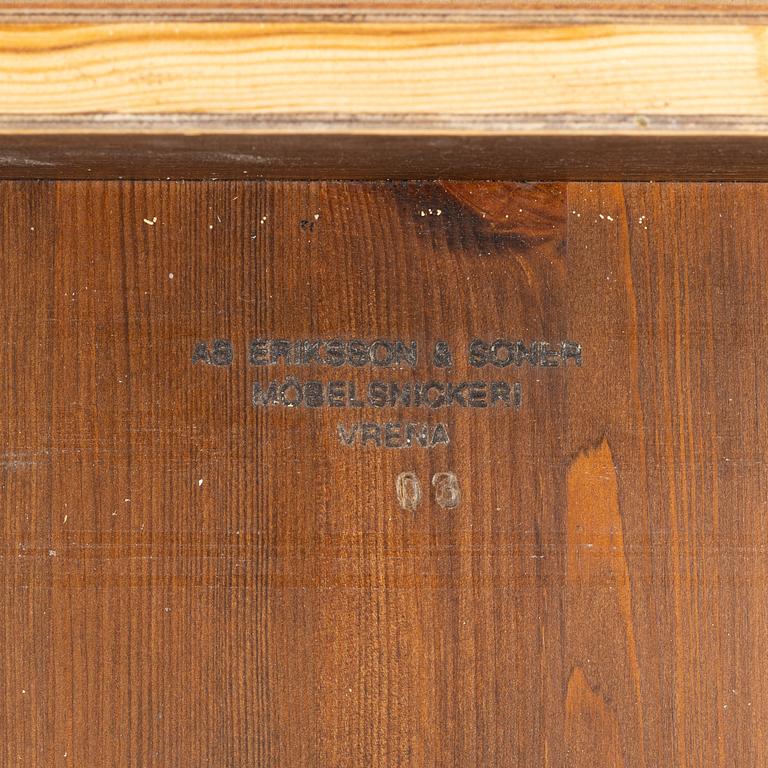 AB ERIKSSON & SÖNER
MÖBELSNICKERI
VRENA
03